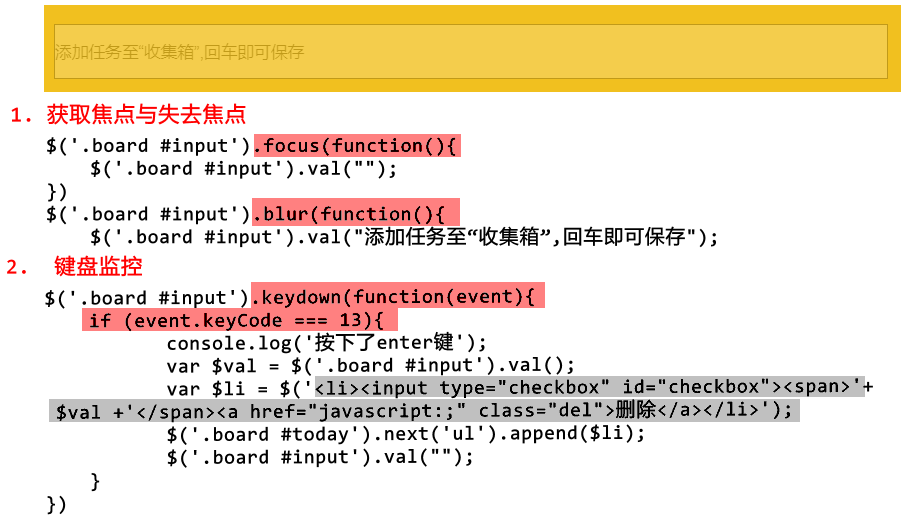 添加任务至“收集箱”,回车即可保存
1. 获取焦点与失去焦点
$('.board #input').focus(function(){
$('.board #input').val("");
})
$('.board #input').blur(function(){
$('.board #input').val("添加任务至“收集箱”,回车即可保存");
2. 键盘监控
$('.board #input').keydown(function(event){
if (event.keyCode === 13){
console.log('按下了enter键');
var $val = $('.board #input').val();
var $li = $('<li><input type="checkbox" id="checkbox"><span>'+
$val +'</span><a href="javascript:;" class="del">删除</a></li>');
$('.board #today').next('ul').append($li);
$('.board #input').val("");
}
})